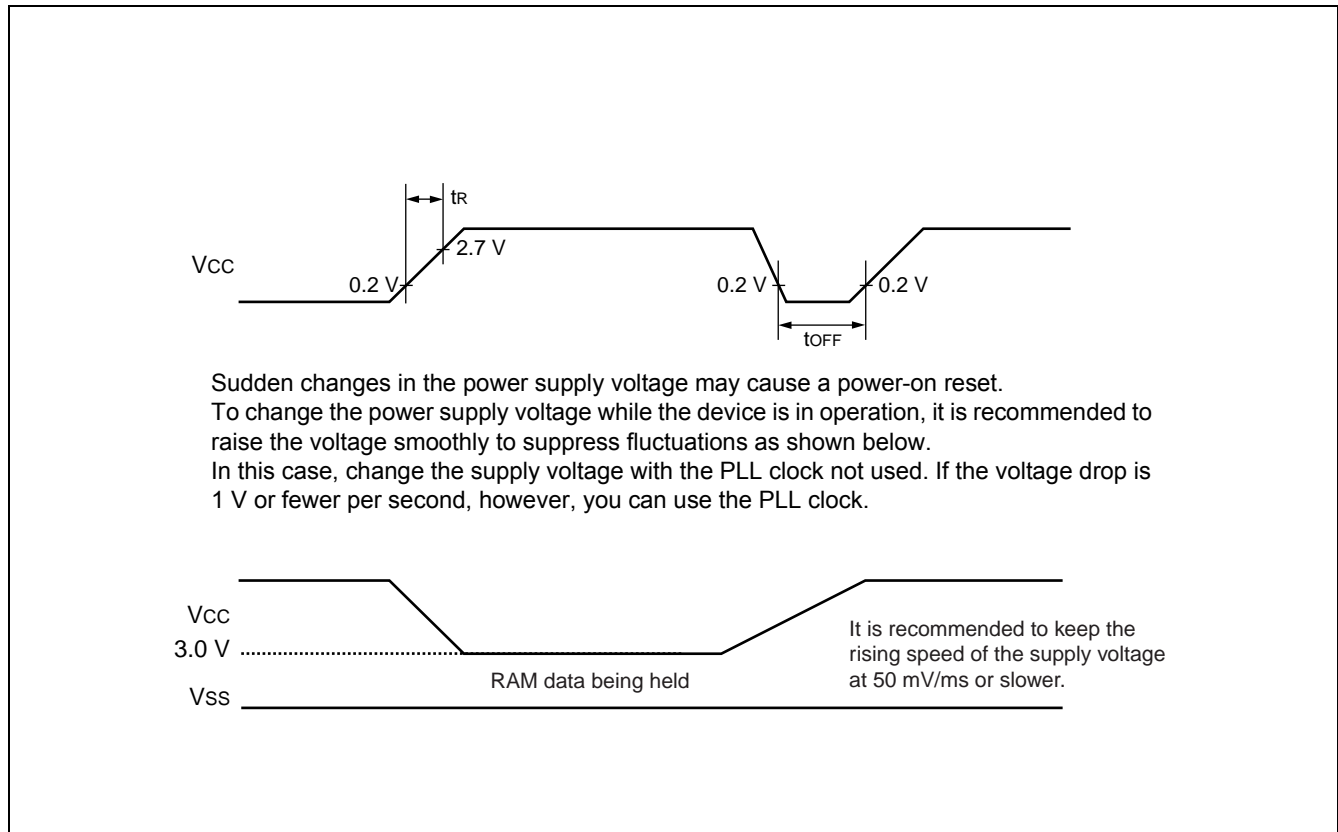 tR
2.7 V
VCC
0.2 V
0.2 V
0.2 V
tOFF
Sudden changes in the power supply voltage may cause a power-on reset.
To change the power supply voltage while the device is in operation, it is recommended to
raise the voltage smoothly to suppress fluctuations as shown below.
In this case, change the supply voltage with the PLL clock not used. If the voltage drop is
1 V or fewer per second, however, you can use the PLL clock.
VCC
3.0 V
RAM data being held
It is recommended to keep the
rising speed of the supply voltage
at 50 mV/ms or slower.
VSS